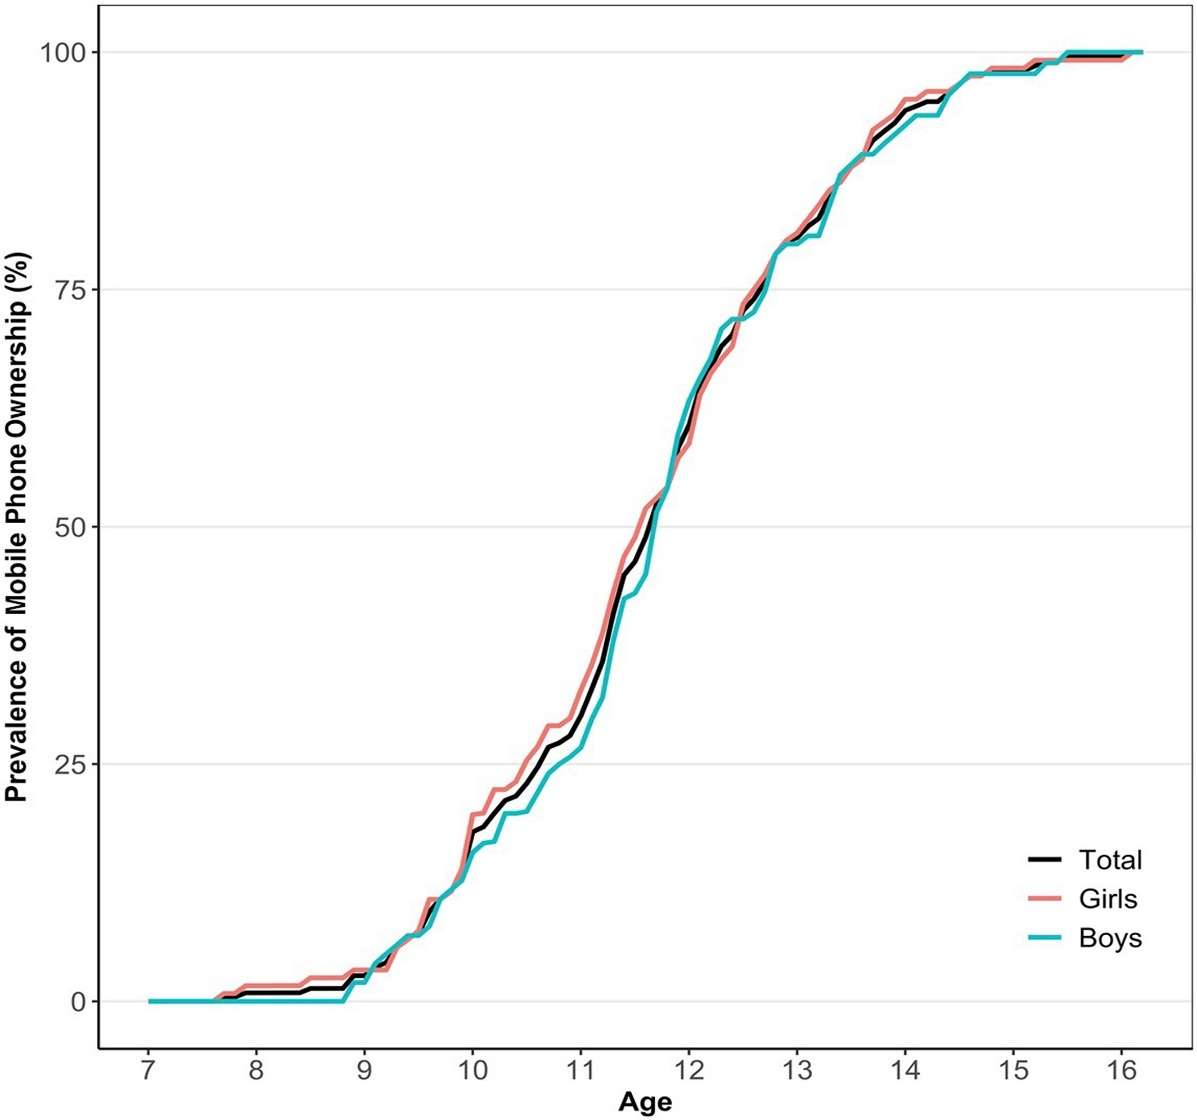 Prevalence of Mobile Phone Ownership (%)
100
75
50
25
0
Total
Girls
Boys
7 8 9 10 11 12 13 14 15 16
Age